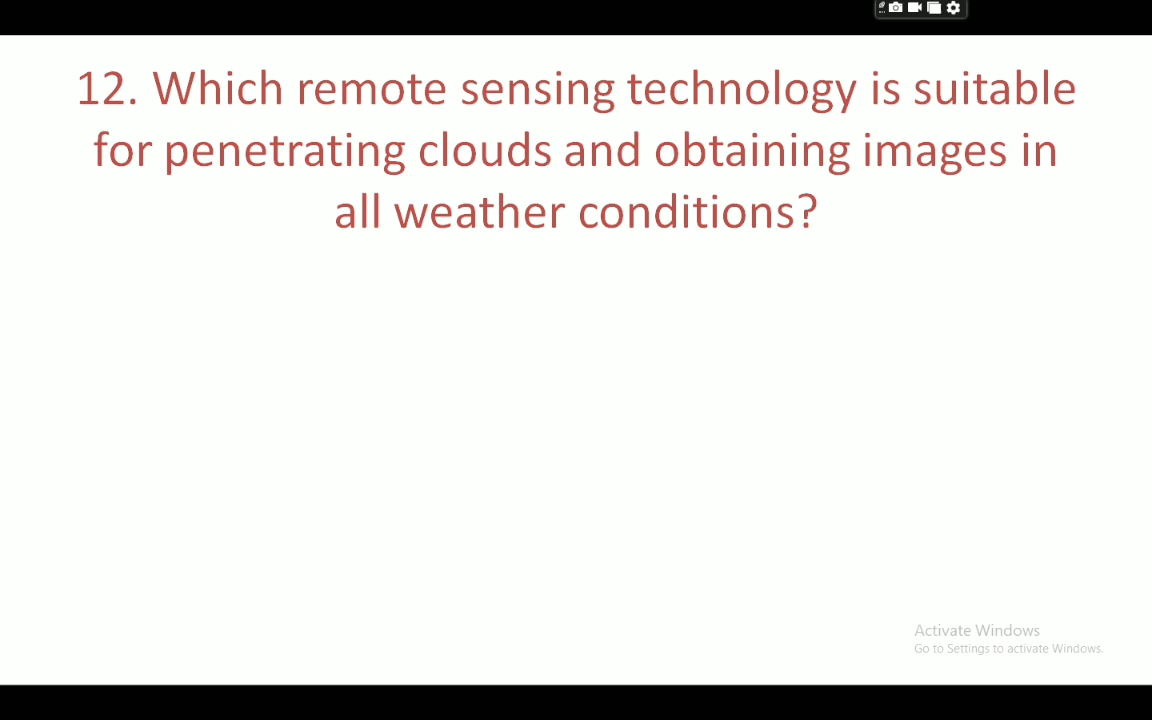 12. Which remote sensing technology is suitable
for penetrating clouds and obtaining images in
all weather conditions?
Activate Windows
Go to Settings to activate Windows.